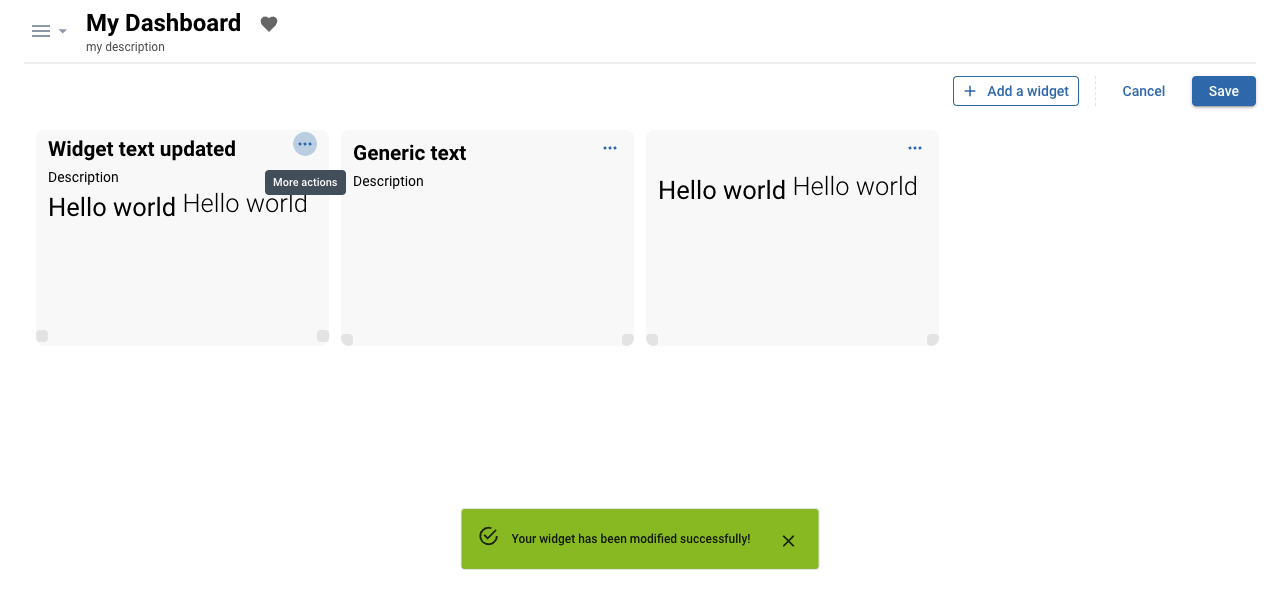 My Dashboard
my description
Add a widget
Cancel
Save
Widget text updated
Description
Hello world Hello world
More actions
Generic text
Description
Hello world Hello world
Your widget has been modified successfully!